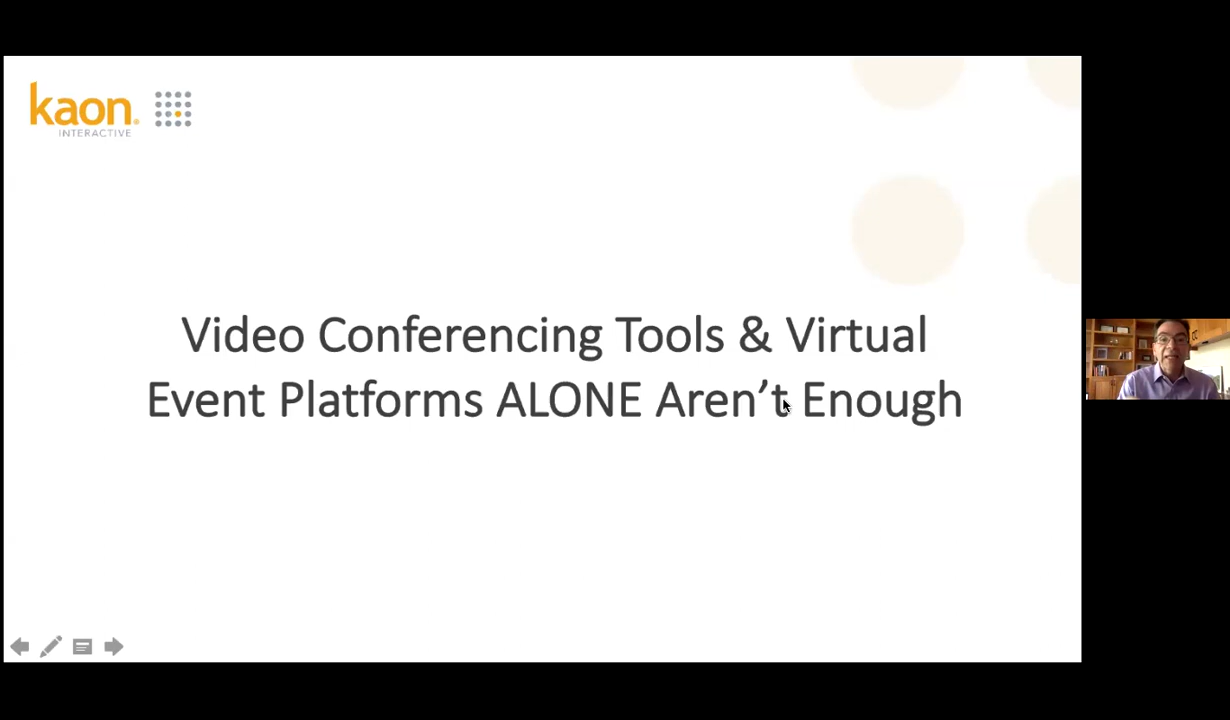 kaon.
INTERACTIVE
Video Conferencing Tools & Virtual
Event Platforms ALONE Aren’t Enough